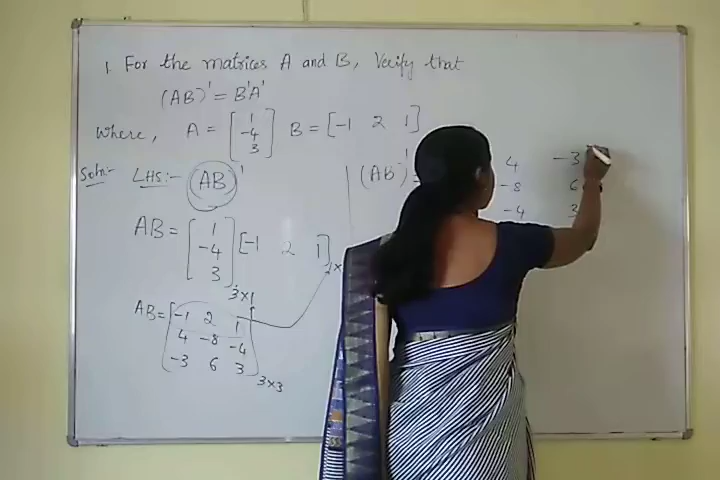 1. For the matrices A and B, Verify that
(AB)' = B'A'
Where, A = [1 -4 3] B = [-1 2 1]
Soln:- LHS:- (AB)'
AB = [1 -4 3] 3×1 [-1 2 1]
AB = [-1 2 1
4 -8 -4
-3 6 3] 3×3
(AB)' =
4 -3
-8 6
-4 3